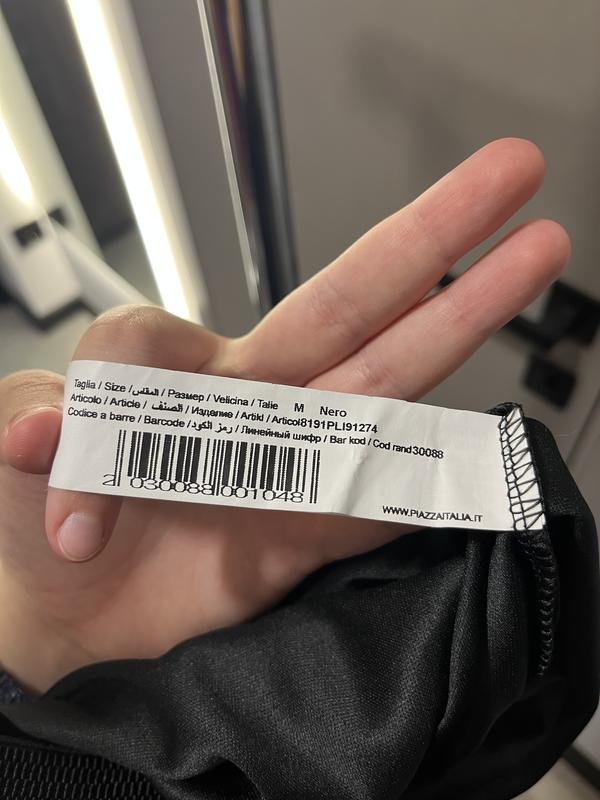 Taglia / Size / المقاس / Размер / Velicina / Talie M Nero
Articolo / Article / الصنف / Изделие / Artikl / Articol8191PLI91274
Codice a barre / Barcode / رمز الكود / Линейный шифр / Bar kod / Cod rand30088
2 030088 001048
WWW.PIAZZAITALIA.IT